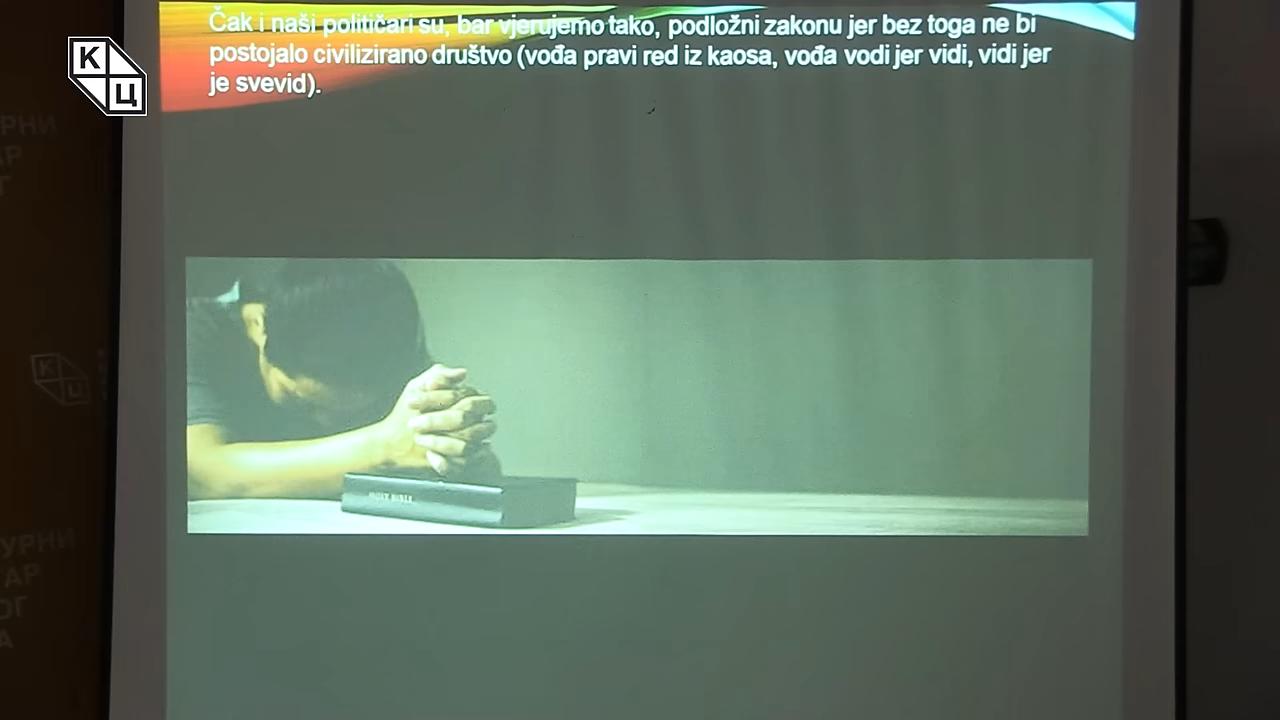 Čak i naši političari su, bar vjerujemo tako, podložni zakonu jer bez toga ne bi
postojalo civilizirano društvo (vođa pravi red iz kaosa, vođa vodi jer vidi, vidi jer
je svevid).
К
Ц
HOLY BIBLE
К
Ц
УРНИ